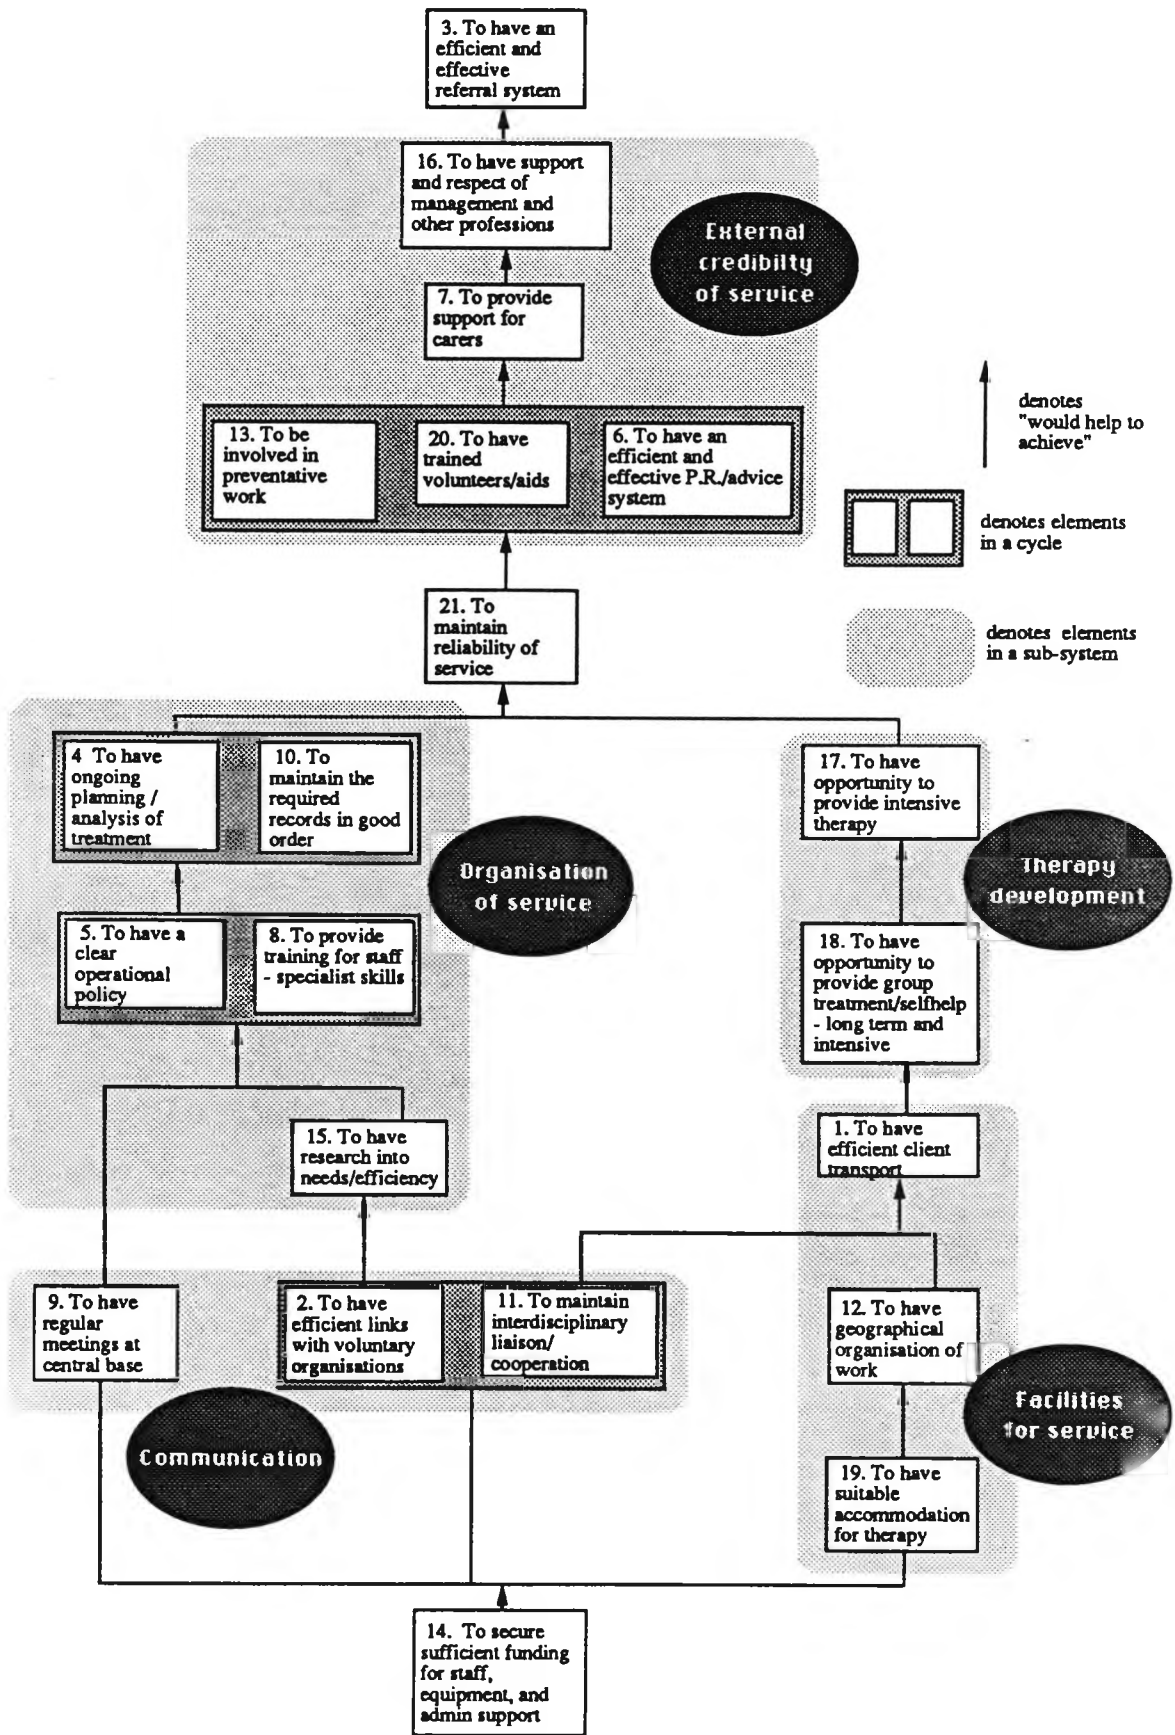 3. To have an
efficient and
effective
referral system
16. To have support
and respect of
management and
other professions
External
credibilty
of service
7. To provide
support for
carers
denotes
"would help to
achieve"
13. To be
involved in
preventative
work
20. To have
trained
volunteers/aids
6. To have an
efficient and
effective P.R./advice
system
denotes elements
in a cycle
21. To
maintain
reliability of
service
denotes elements
in a sub-system
4 To have
ongoing
planning /
analysis of
treatment
10. To
maintain the
required
records in good
order
17. To have
opportunity to
provide intensive
therapy
Organisation
of service
Therapy
development
5. To have a
clear
operational
policy
8. To provide
training for staff
- specialist skills
18. To have
opportunity to
provide group
treatment/selfhelp
- long term and
intensive
15. To have
research into
needs/efficiency
1. To have
efficient client
transport
9. To have
regular
meetings at
central base
2. To have
efficient links
with voluntary
organisations
11. To maintain
interdisciplinary
liaison/
cooperation
12. To have
geographical
organisation of
work
Facilities
for service
Communication
19. To have
suitable
accommodation
for therapy
14. To secure
sufficient funding
for staff,
equipment, and
admin support